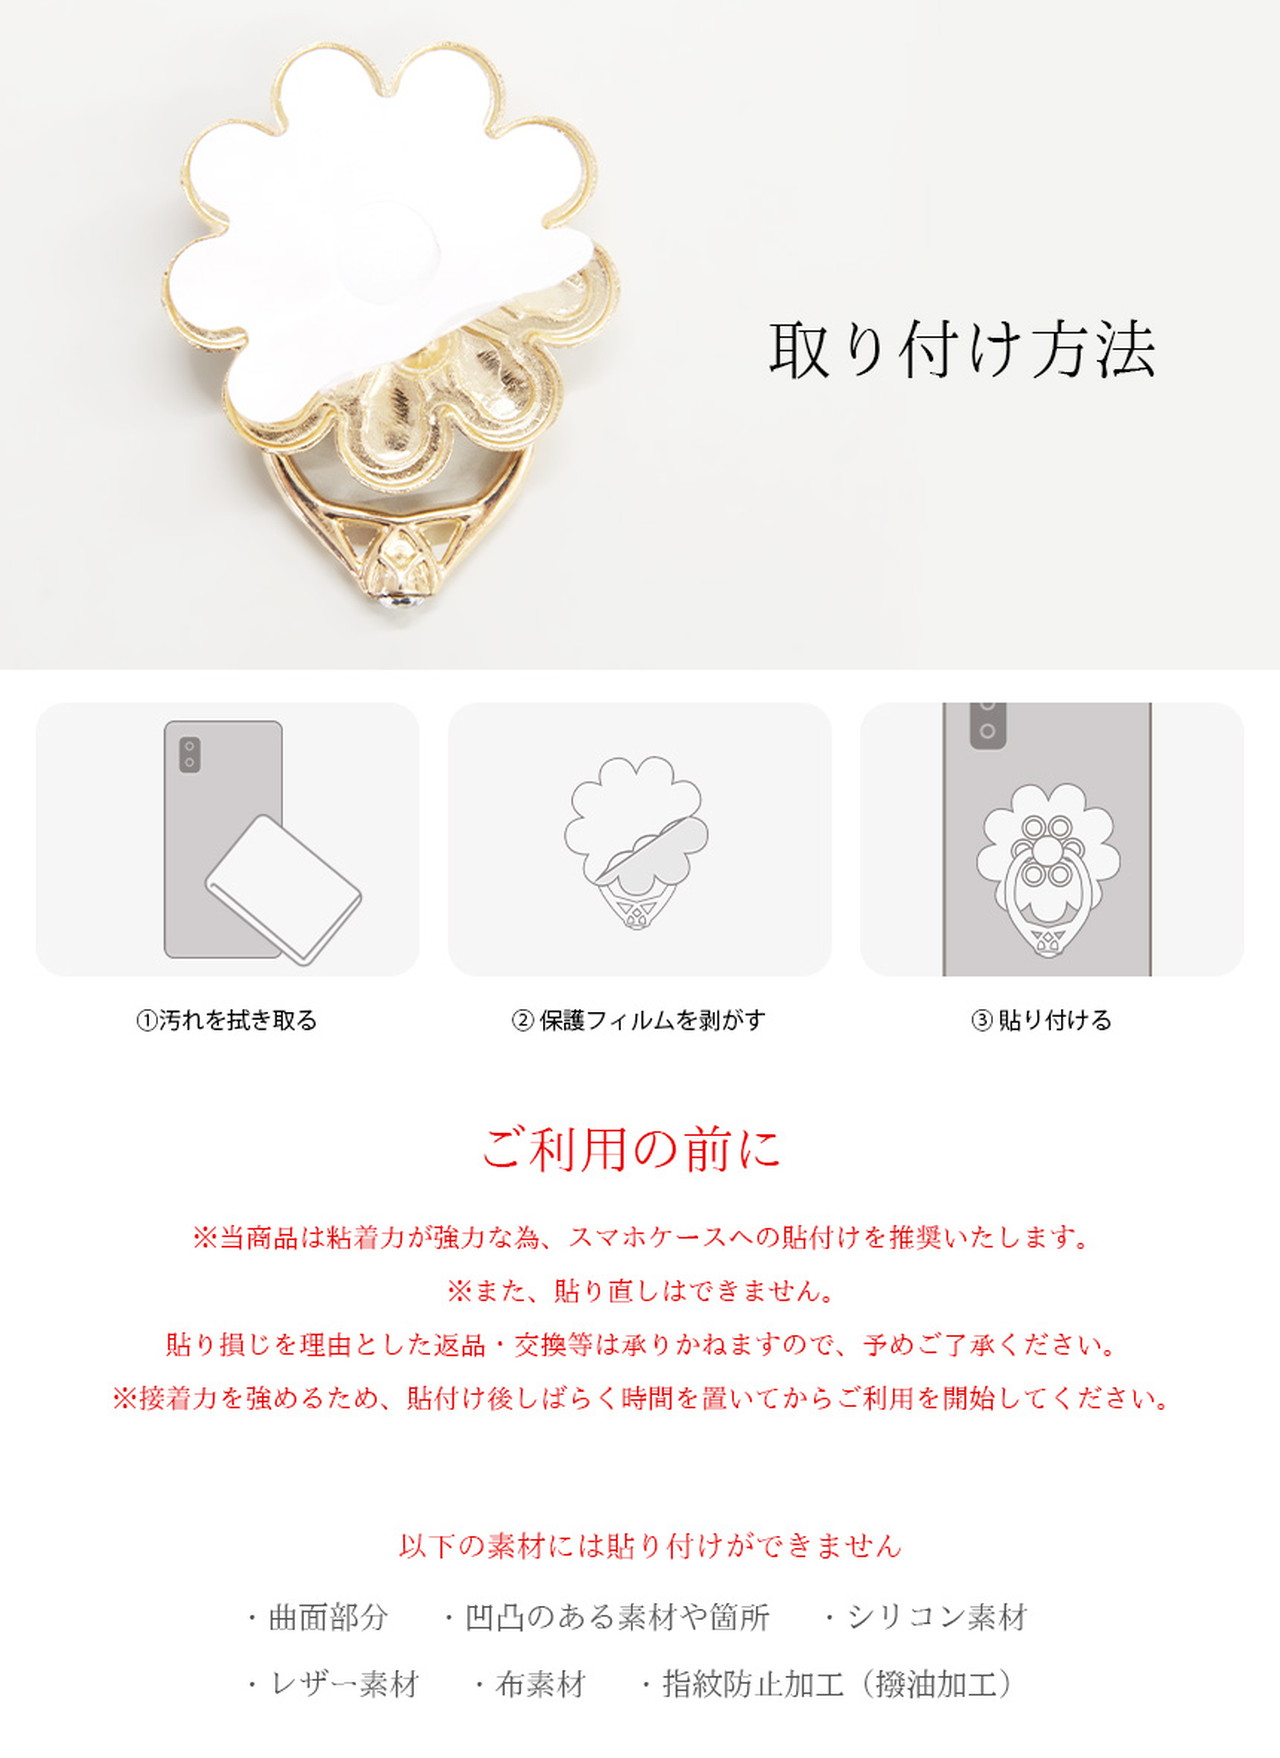 取り付け方法
①汚れを拭き取る
② 保護フィルムを剥がす
③ 貼り付ける
ご利用の前に
※当商品は粘着力が強力な為、スマホケースへの貼付けを推奨いたします。
※また、貼り直しはできません。
貼り損じを理由とした返品・交換等は承りかねますので、予めご了承ください。
※接着力を強めるため、貼付け後しばらく時間を置いてからご利用を開始してください。
以下の素材には貼り付けができません
・曲面部分 ・凹凸のある素材や箇所 ・シリコン素材
・レザー素材 ・布素材 ・指紋防止加工（撥油加工）